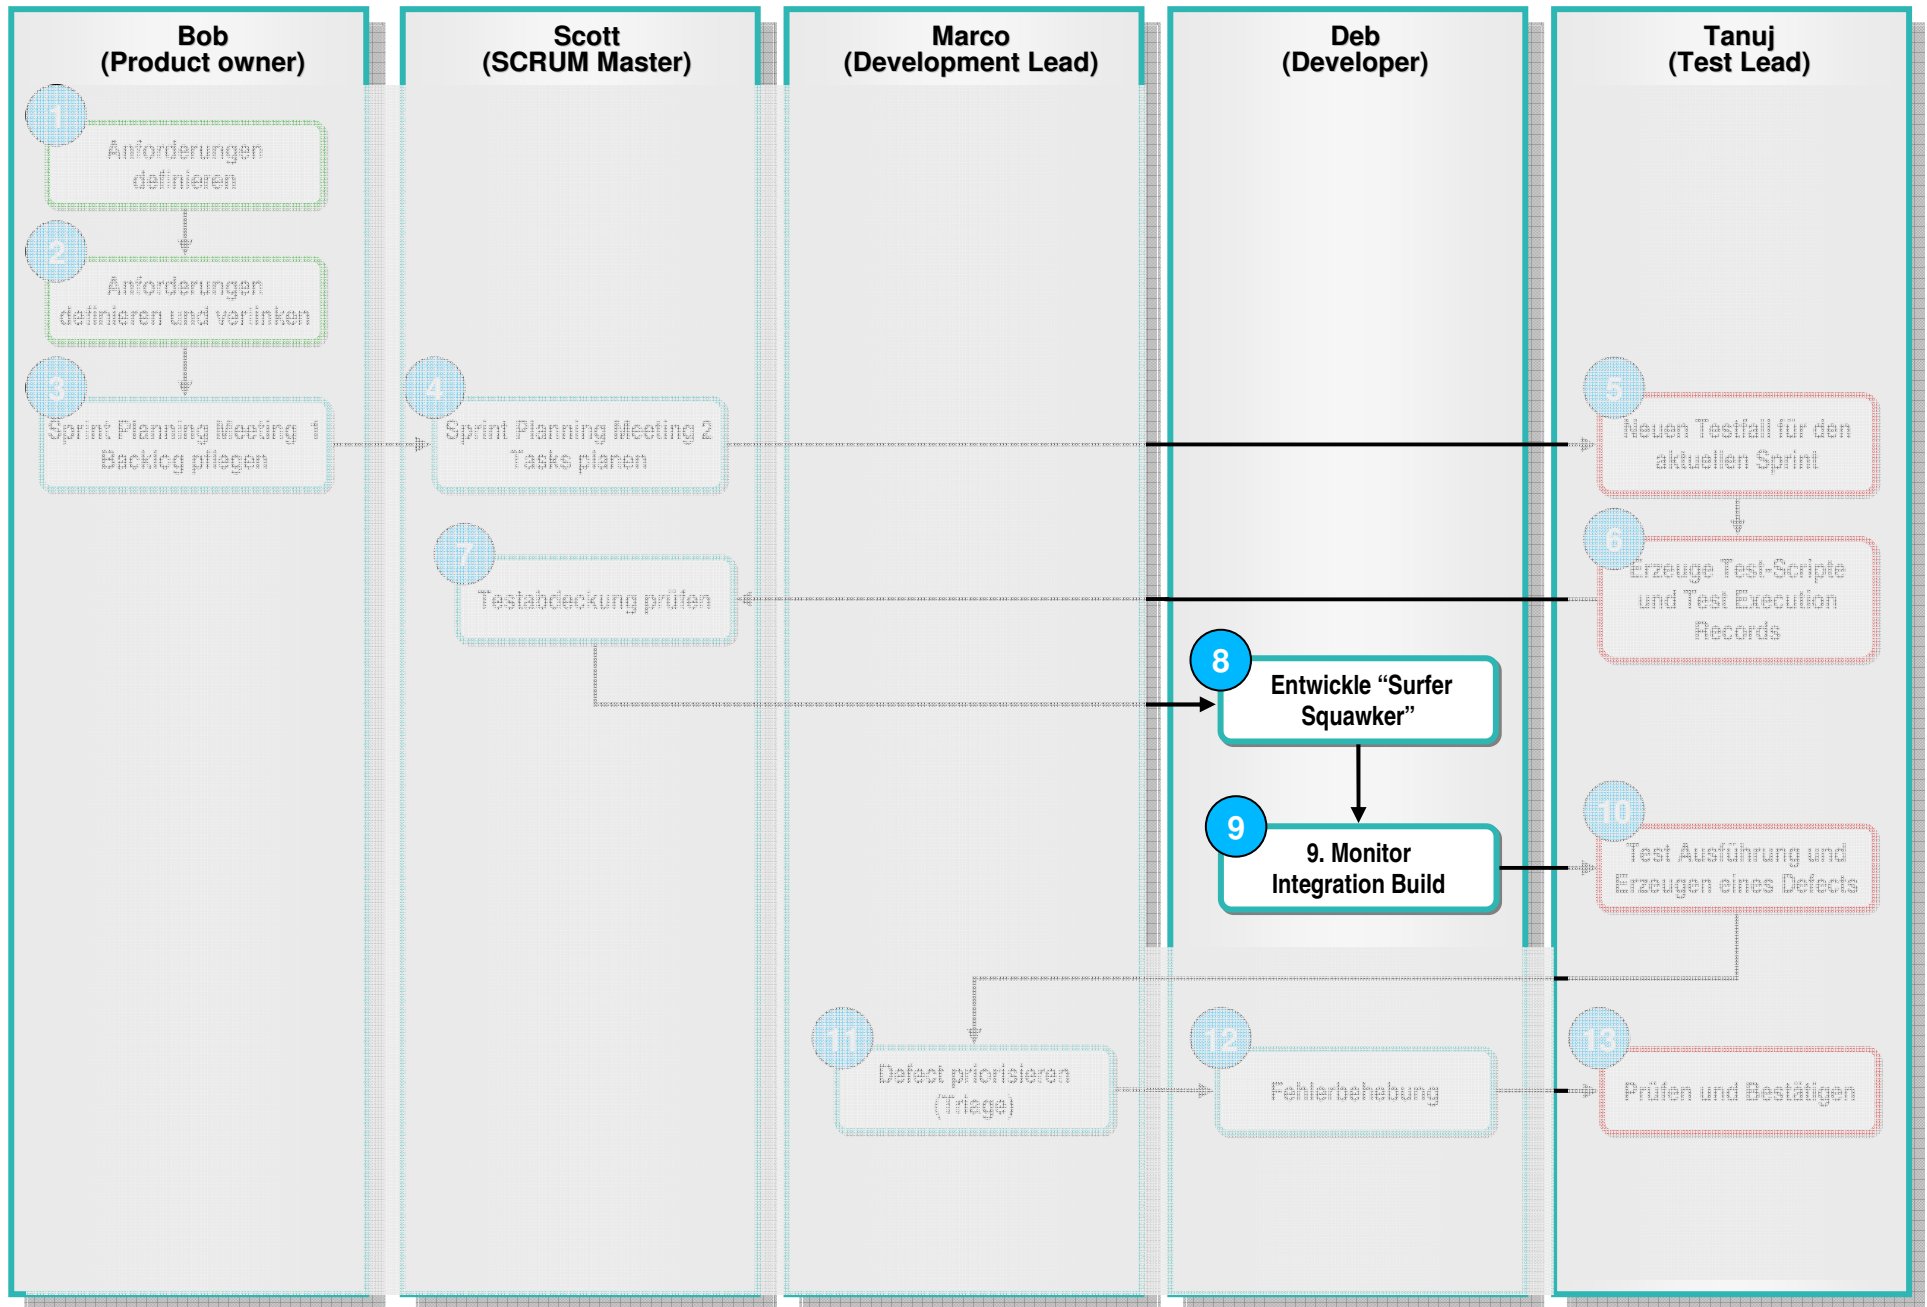 Bob
(Product owner)
Scott
(SCRUM Master)
Marco
(Development Lead)
Deb
(Developer)
Tanuj
(Test Lead)
1
Anforderungen
definieren
2
Anforderungen
definieren und verlinken
3
Sprint Planning Meeting 1
Backlog pflegen
4
Sprint Planning Meeting 2
Tasks planen
5
Neuen Testfall für den
aktuellen Sprint
6
Erzeuge Test-Scripte
und Test Execution
Records
7
Testabdeckung prüfen
8
Entwickle “Surfer
Squawker”
9
9. Monitor
Integration Build
10
Test Ausführung und
Erzeugen eines Defects
11
Defect priorisieren
(Triage)
12
Fehlerbehebung
13
Prüfen und Bestätigen